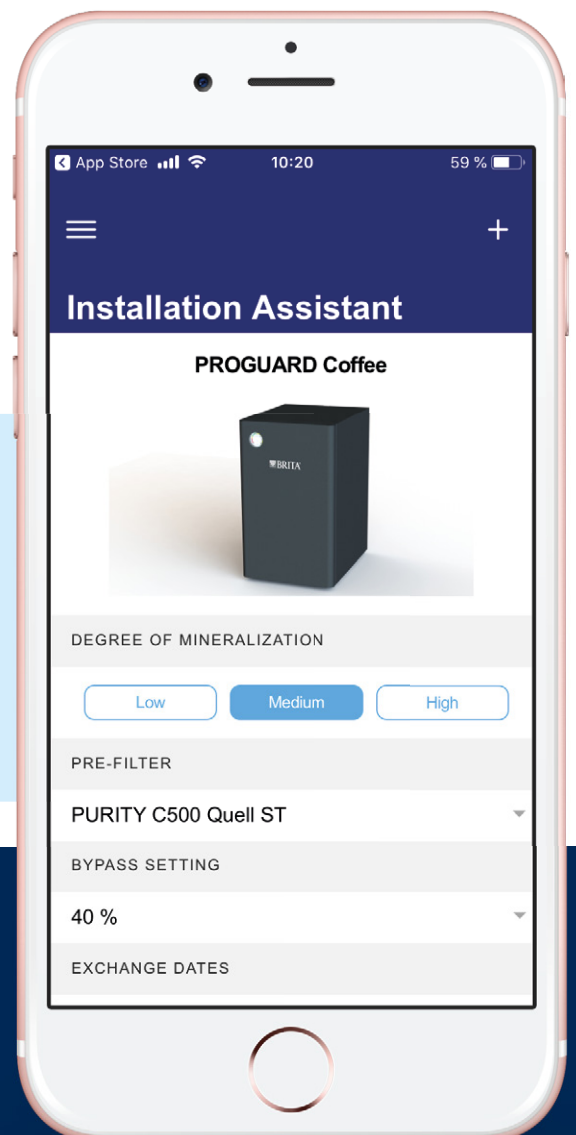 App Store 10:20 59 %
Installation Assistant
PROGUARD Coffee
BRITA
DEGREE OF MINERALIZATION
Low Medium High
PRE-FILTER
PURITY C500 Quell ST
BYPASS SETTING
40 %
EXCHANGE DATES